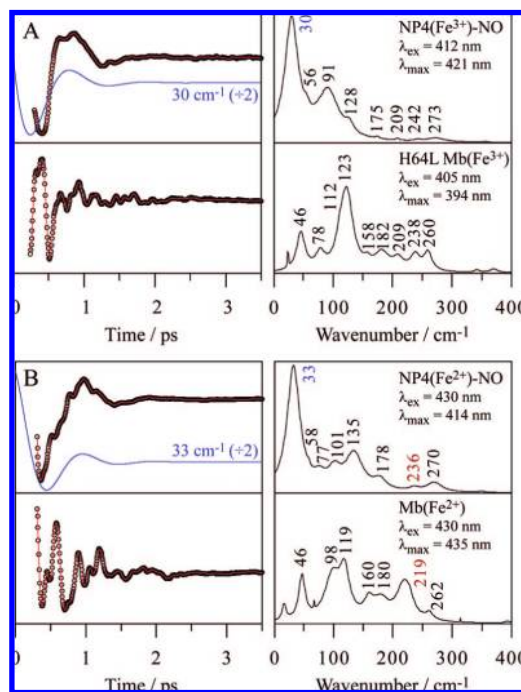 A
30 cm⁻¹ (÷2)
30
56
91
128
175
209
242
273
NP4(Fe³⁺)-NO
λex = 412 nm
λmax = 421 nm
46
78
112
123
158
182
209
238
260
H64L Mb(Fe³⁺)
λex = 405 nm
λmax = 394 nm
0 1 2 3
Time / ps
0 100 200 300 400
Wavenumber / cm⁻¹
B
33 cm⁻¹ (÷2)
33
58
77
101
135
178
236
270
NP4(Fe²⁺)-NO
λex = 430 nm
λmax = 414 nm
46
98
119
160
180
219
262
Mb(Fe²⁺)
λex = 430 nm
λmax = 435 nm
0 1 2 3
Time / ps
0 100 200 300 400
Wavenumber / cm⁻¹